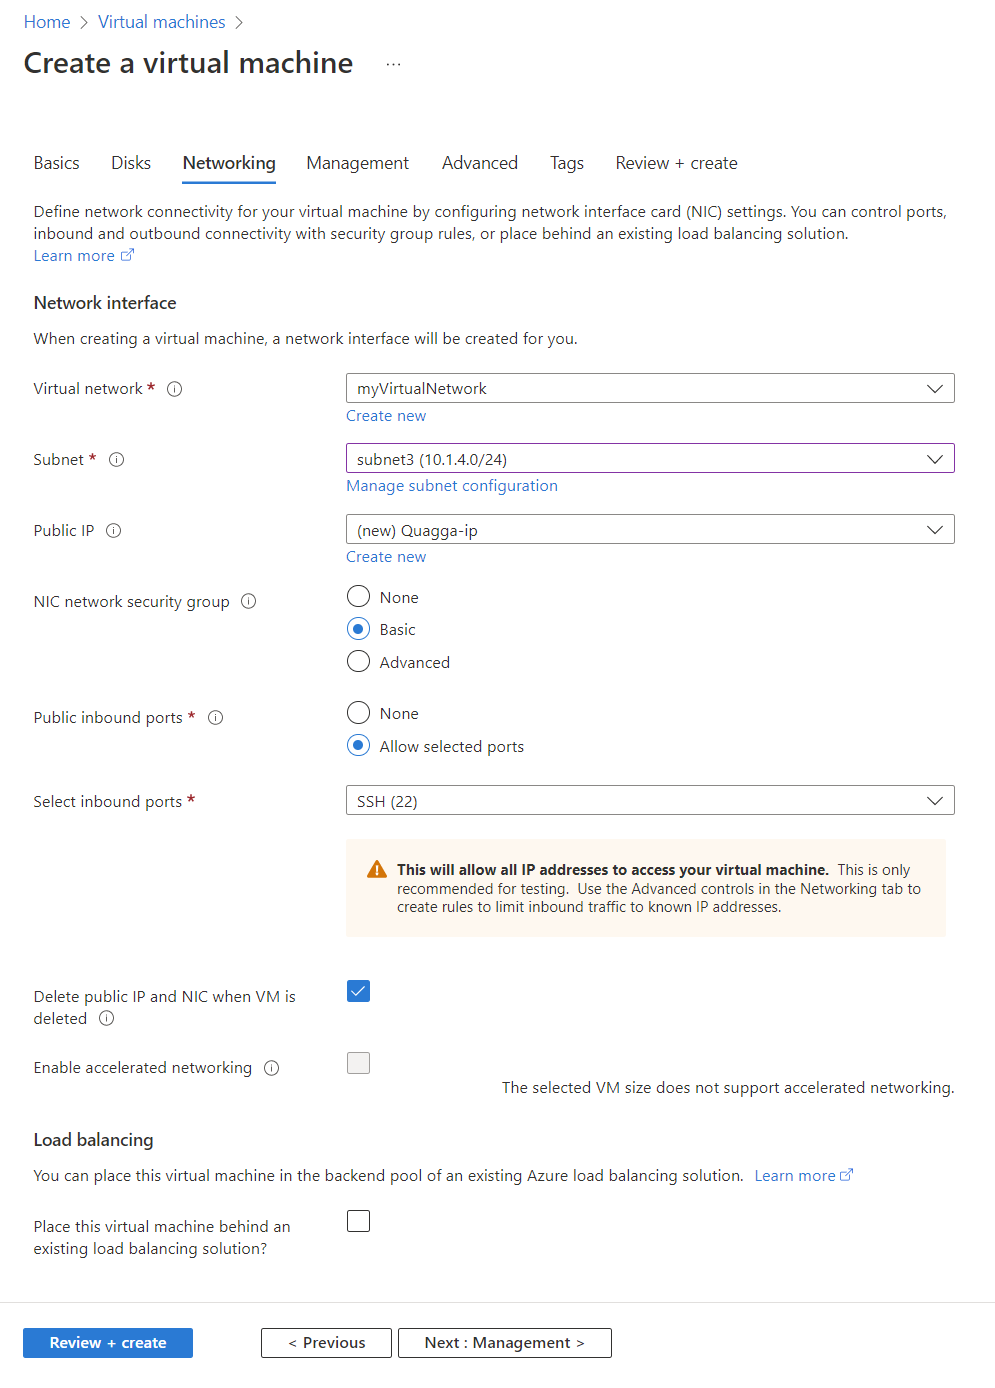 Home > Virtual machines >
Create a virtual machine ...
Basics Disks Networking Management Advanced Tags Review + create
Define network connectivity for your virtual machine by configuring network interface card (NIC) settings. You can control ports,
inbound and outbound connectivity with security group rules, or place behind an existing load balancing solution.
Learn more
Network interface
When creating a virtual machine, a network interface will be created for you.
Virtual network * myVirtualNetwork
Create new
Subnet * subnet3 (10.1.4.0/24)
Manage subnet configuration
Public IP (new) Quagga-ip
Create new
NIC network security group None
Basic
Advanced
Public inbound ports * None
Allow selected ports
Select inbound ports * SSH (22)
This will allow all IP addresses to access your virtual machine. This is only
recommended for testing. Use the Advanced controls in the Networking tab to
create rules to limit inbound traffic to known IP addresses.
Delete public IP and NIC when VM is
deleted
Enable accelerated networking
The selected VM size does not support accelerated networking.
Load balancing
You can place this virtual machine in the backend pool of an existing Azure load balancing solution. Learn more
Place this virtual machine behind an
existing load balancing solution?
Review + create < Previous Next : Management >